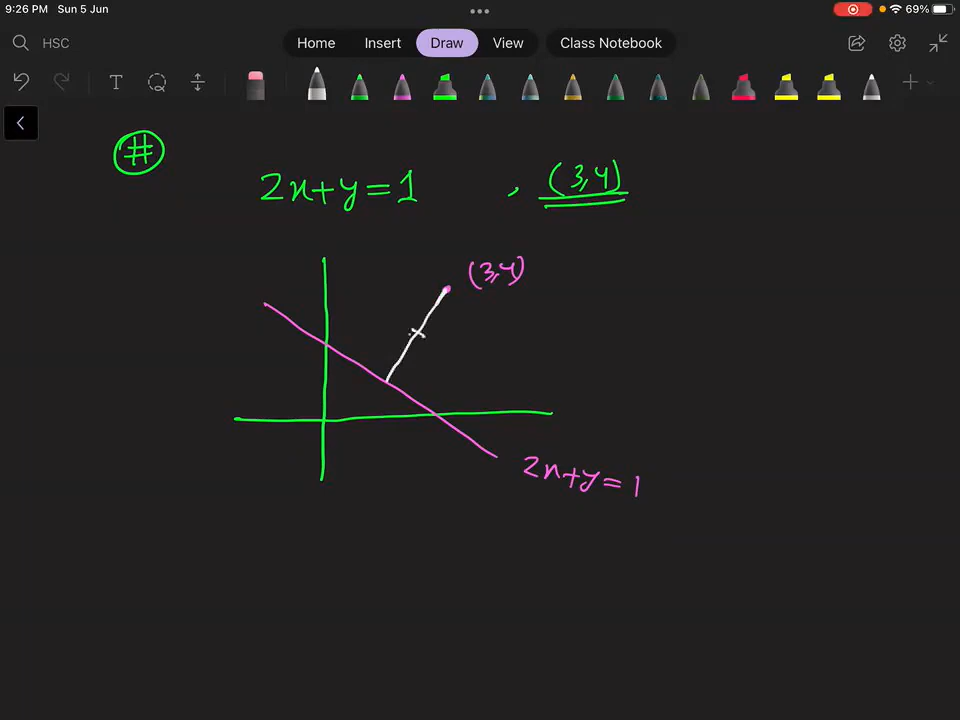 9:26 PM Sun 5 Jun 69%
HSC Home Insert Draw View Class Notebook
T
#
2x+y=1 , (3,4)
(3,4)
2x+y=1